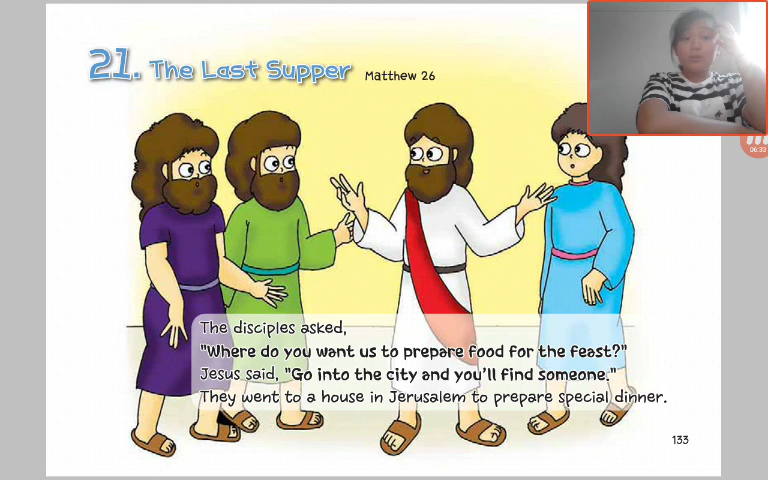 21. The Last Supper Matthew 26
The disciples asked,
"Where do you want us to prepare food for the feast?"
Jesus said, "Go into the city and you'll find someone."
They went to a house in Jerusalem to prepare special dinner.
133
06:33